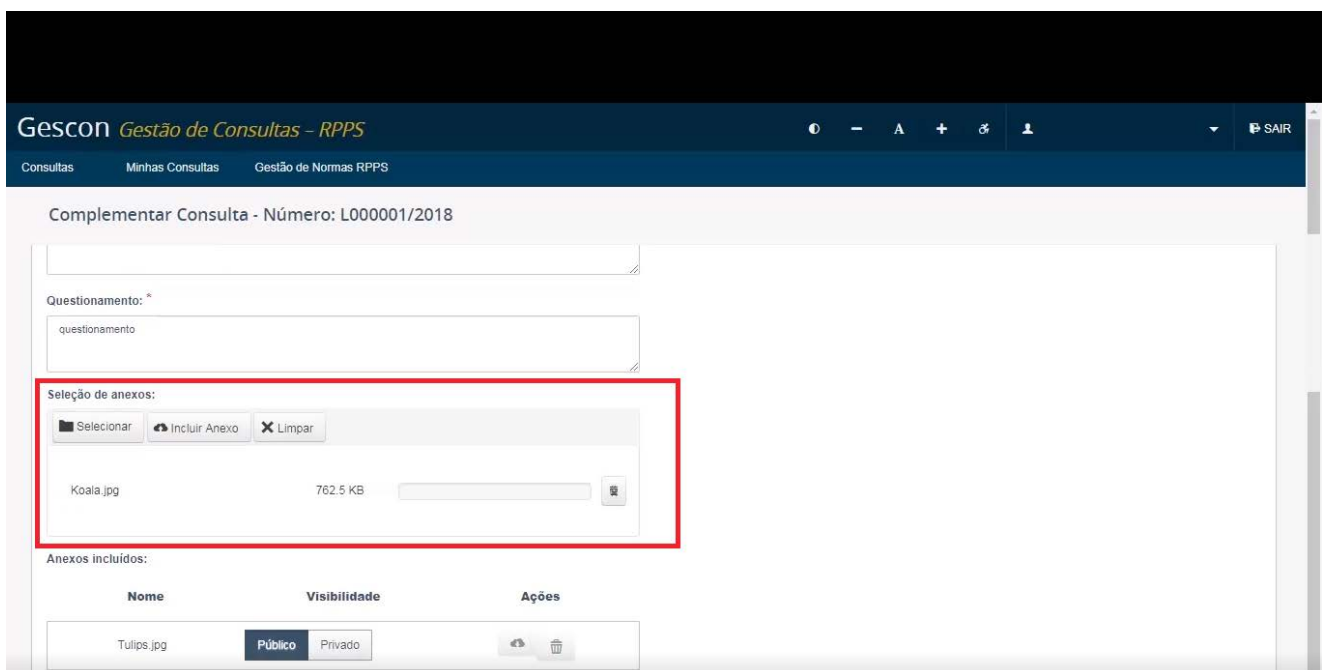 Gescon Gestão de Consultas – RPPS A SAIR
Consultas Minhas Consultas Gestão de Normas RPPS
Complementar Consulta - Número: L000001/2018
Questionamento: *
questionamento
Seleção de anexos:
Selecionar Incluir Anexo Limpar
Koala.jpg 762.5 KB
Anexos incluídos:
Nome Visibilidade Ações
Tulips.jpg Público Privado